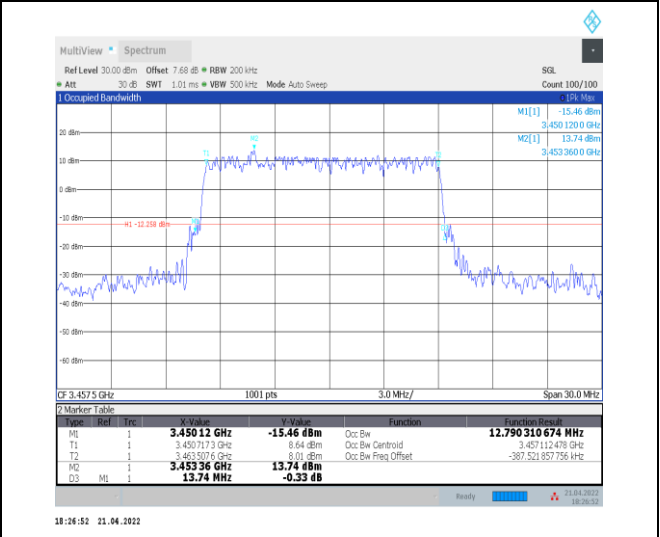 MultiView Spectrum
Ref Level 30.00 dBm Offset 7.68 dB RBW 200 kHz SGL
Att 30 dB SWT 1.01 ms VBW 500 kHz Mode Auto Sweep Count 100/100
1 Occupied Bandwidth 1Pk Max
M1[1] -15.46 dBm
3.450 120 0 GHz
M2[1] 13.74 dBm
3.453 360 0 GHz
20 dBm
M2
T1
10 dBm
0 dBm
-10 dBm
H1 -12.258 dBm
-20 dBm
-30 dBm
-40 dBm
-50 dBm
-60 dBm
CF 3.457 5 GHz 1001 pts 3.0 MHz/ Span 30.0 MHz
2 Marker Table
Type Ref Trc X-Value Y-Value Function Function Result
M1 1 3.450 12 GHz -15.46 dBm Occ Bw 12.790 310 674 MHz
T1 1 3.450 717 3 GHz 8.64 dBm Occ Bw Centroid 3.457 112 478 GHz
T2 1 3.463 507 6 GHz 8.01 dBm Occ Bw Freq Offset -387.521 857 756 kHz
M2 1 3.453 36 GHz 13.74 dBm
D3 M1 1 13.74 MHz -0.33 dB
Ready 21.04.2022
18:26:52
18:26:52 21.04.2022